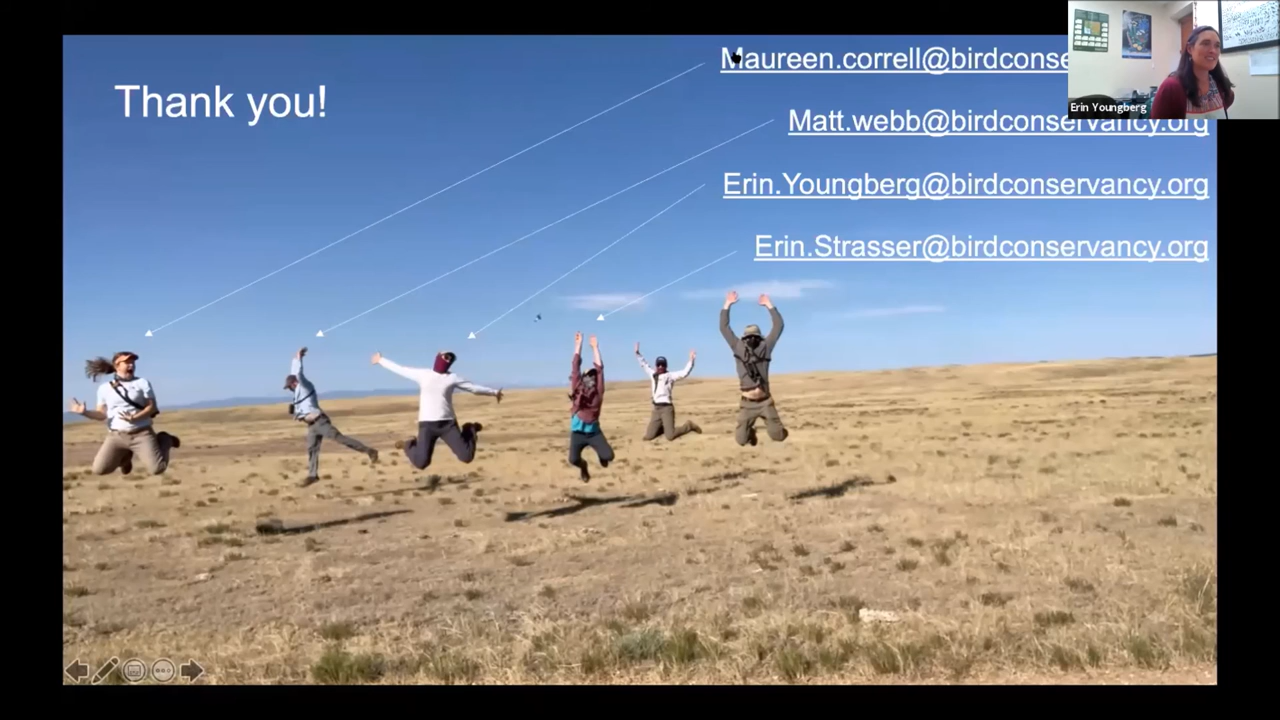 Thank you!
Maureen.correll@birdconse
Matt.webb@birdconservancy.org
Erin.Youngberg@birdconservancy.org
Erin.Strasser@birdconservancy.org
Erin Youngberg